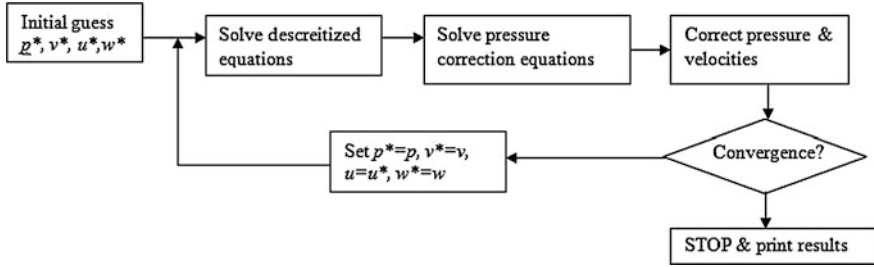 Initial guess
p*, v*, u*,w*
Solve descreitized
equations
Solve pressure
correction equations
Correct pressure &
velocities
Convergence?
Set p*=p, v*=v,
u=u*, w*=w
STOP & print results